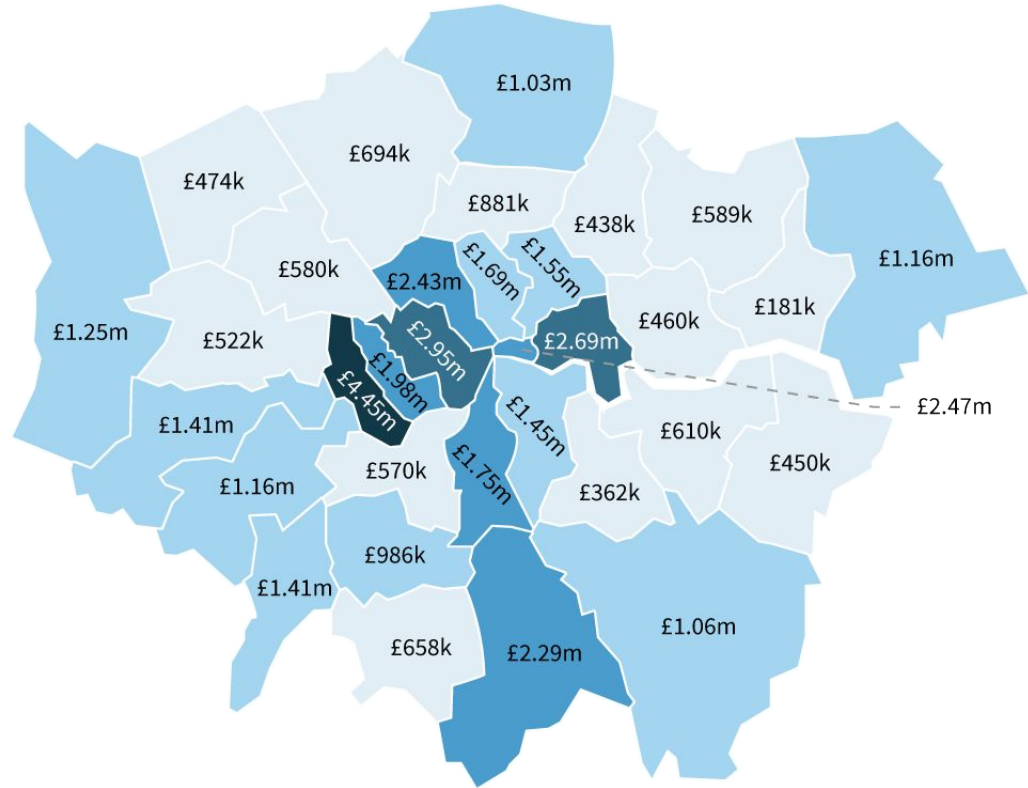 £1.03m
£694k
£474k
£881k
£438k
£589k
£1.16m
£580k
£2.43m
£1.69m
£1.55m
£181k
£460k
£1.25m
£522k
£2.95m
£2.69m
£4.45m
£1.98m
£2.47m
£1.41m
£1.45m
£610k
£450k
£570k
£1.75m
£1.16m
£362k
£986k
£1.41m
£1.06m
£658k
£2.29m